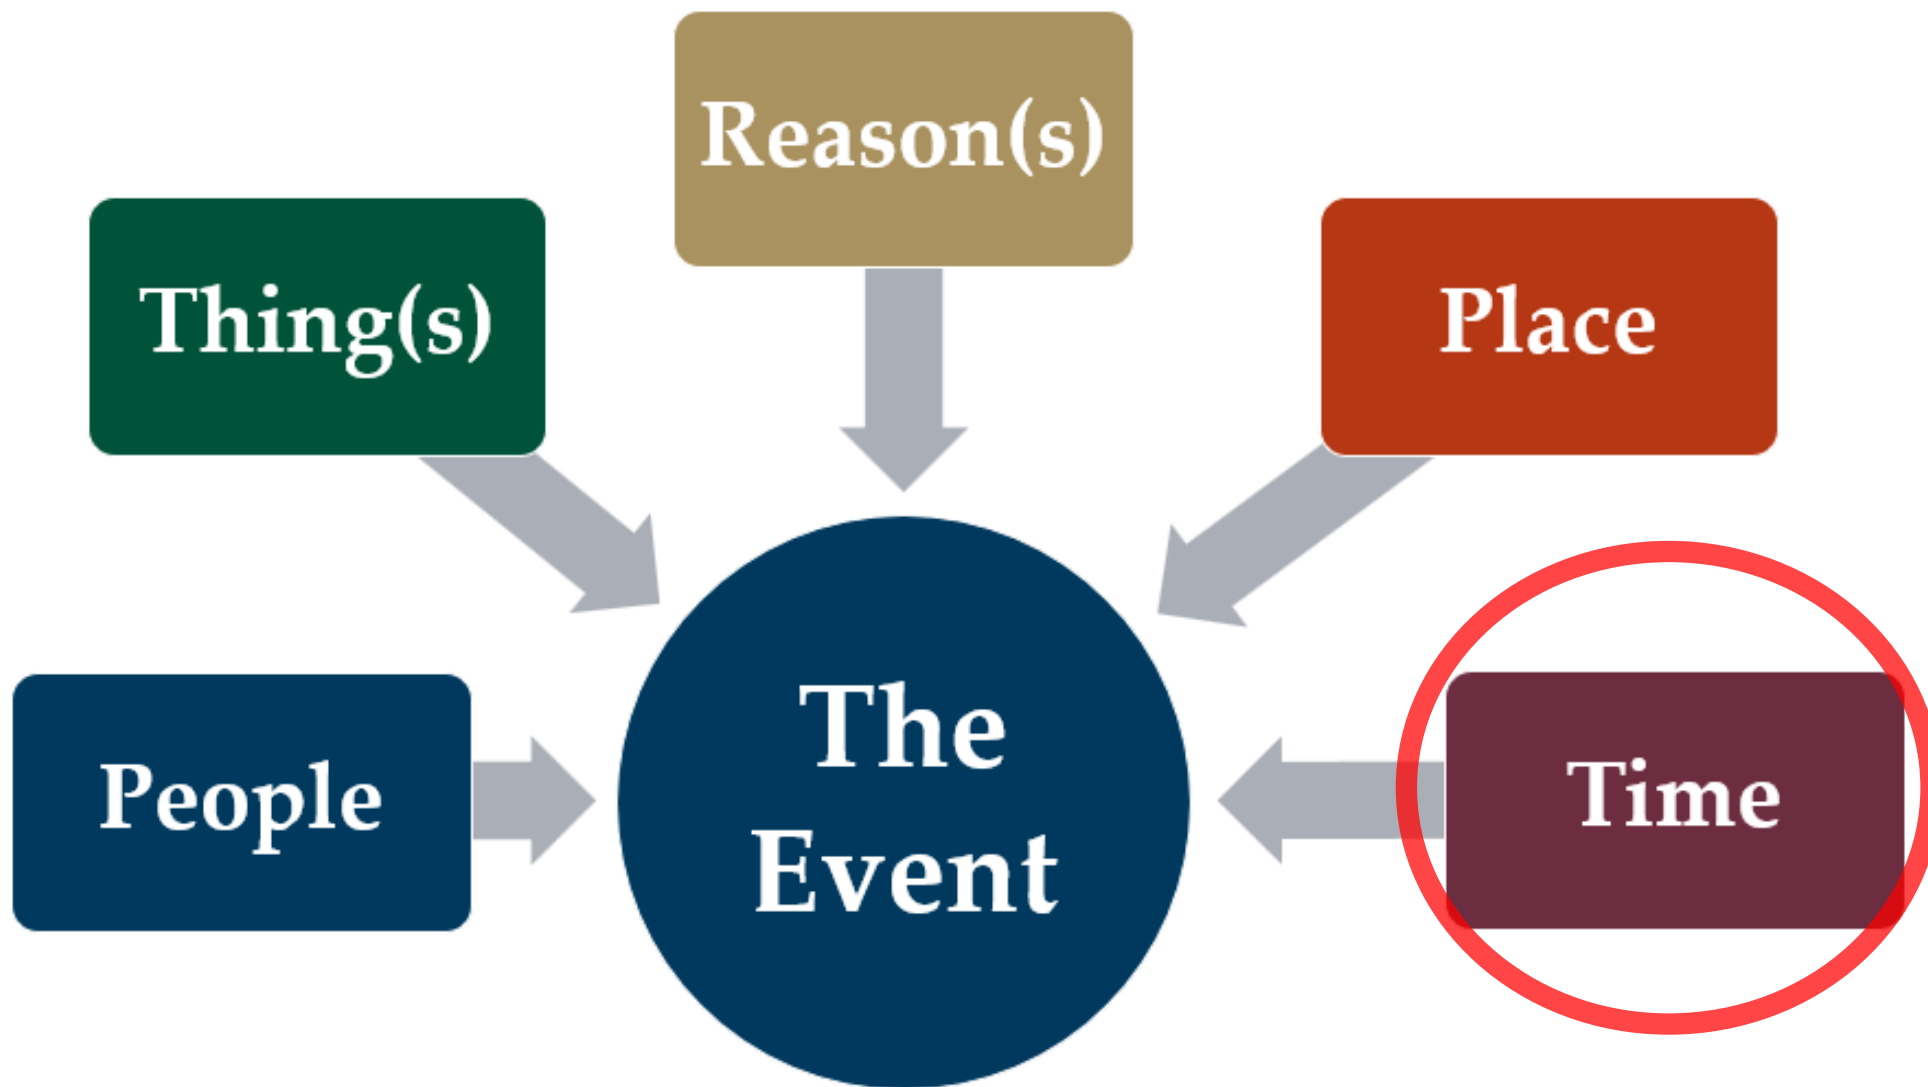 Reason(s)
Thing(s)
Place
People
The
Event
Time